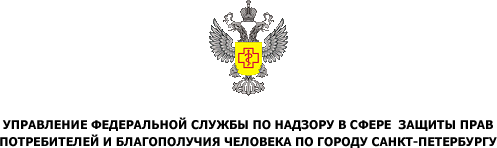 УПРАВЛЕНИЕ ФЕДЕРАЛЬНОЙ СЛУЖБЫ ПО НАДЗОРУ В СФЕРЕ ЗАЩИТЫ ПРАВ
ПОТРЕБИТЕЛЕЙ И БЛАГОПОЛУЧИЯ ЧЕЛОВЕКА ПО ГОРОДУ САНКТ-ПЕТЕРБУРГУ